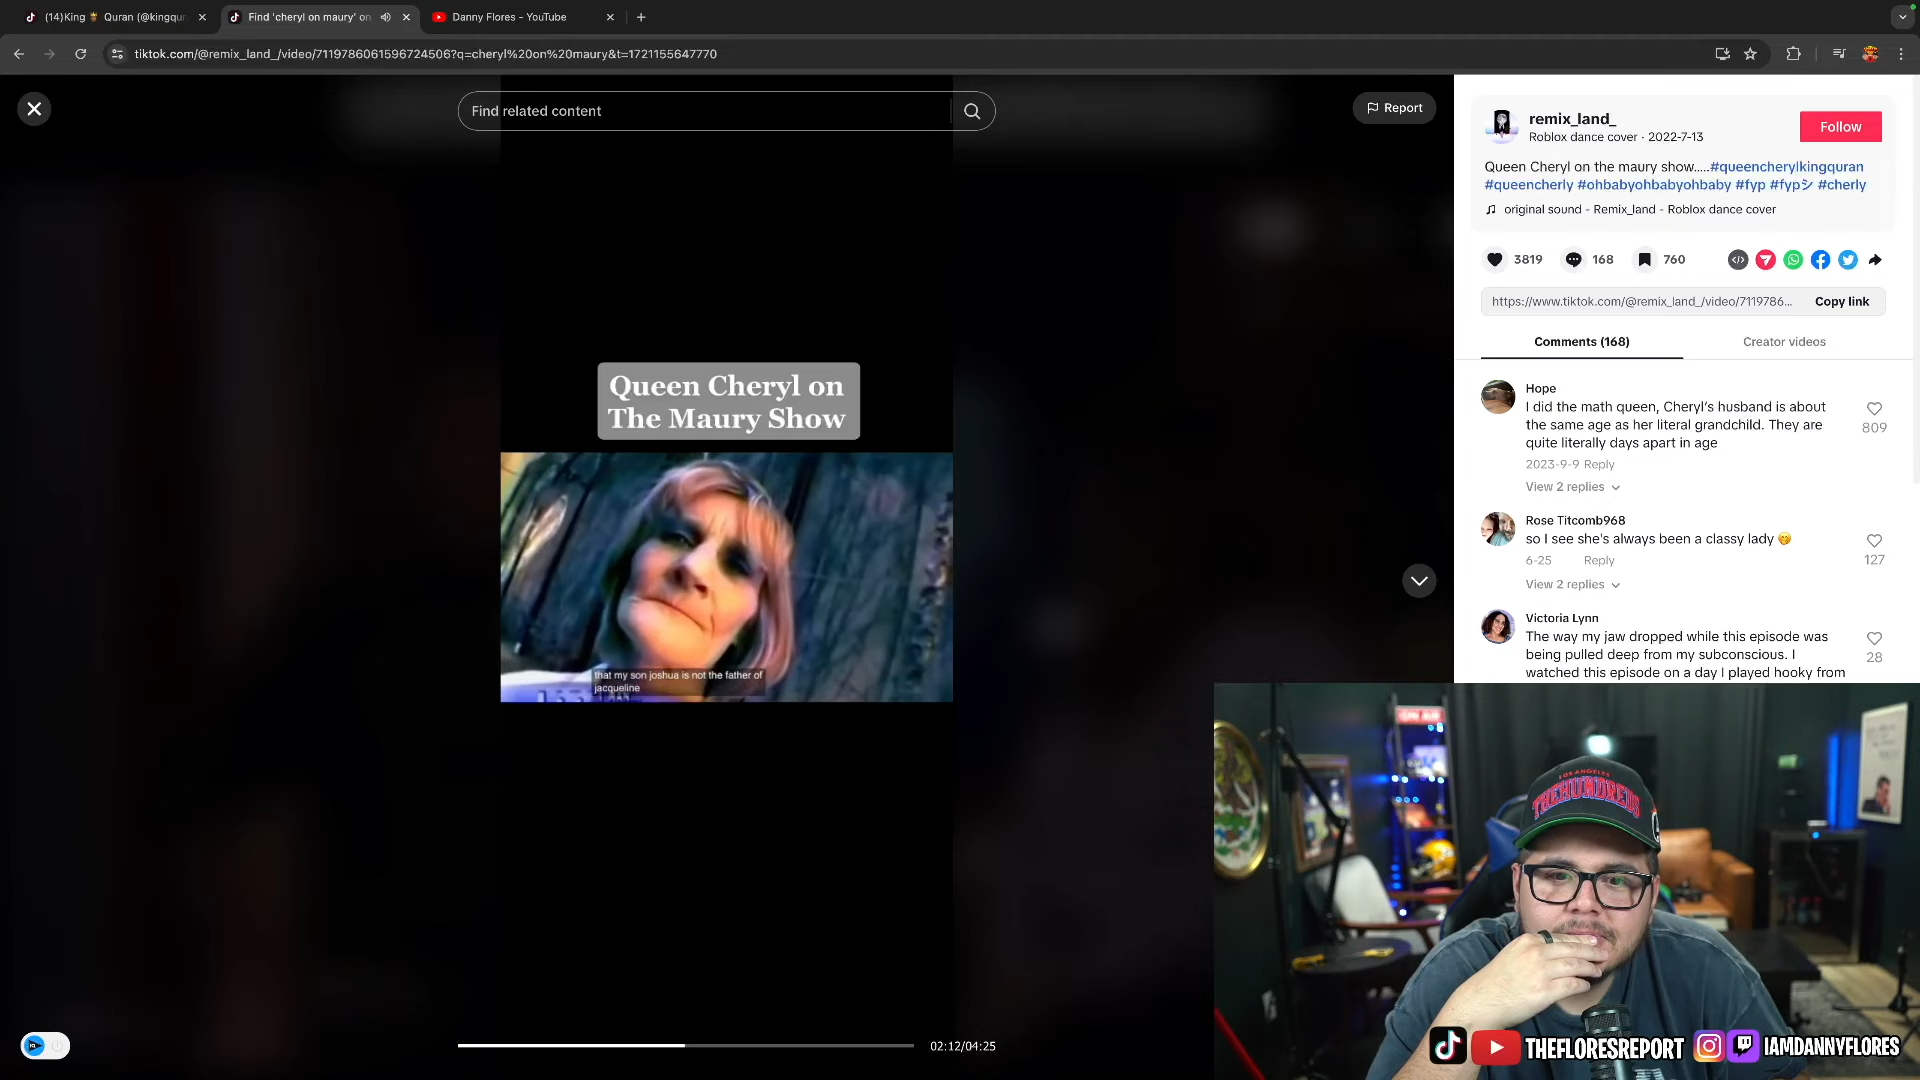 (14)King Quran (@kingqur
Find 'cheryl on maury' on
Danny Flores - YouTube
tiktok.com/@remix_land_/video/7119786061596724506?q=cheryl%20on%20maury&t=1721155647770
Find related content
Report
remix_land_
Roblox dance cover · 2022-7-13
Follow
Queen Cheryl on the maury show.....#queencherylkingquran
#queencherly #ohbabyohbabyohbaby #fyp #fypシ #cherly
original sound - Remix_land - Roblox dance cover
3819
168
760
https://www.tiktok.com/@remix_land_/video/7119786...
Copy link
Comments (168)
Creator videos
Queen Cheryl on
The Maury Show
that my son joshua is not the father of
jacqueline
Hope
I did the math queen, Cheryl's husband is about
the same age as her literal grandchild. They are
quite literally days apart in age
809
2023-9-9 Reply
View 2 replies
Rose Titcomb968
so I see she's always been a classy lady 🤭
127
6-25 Reply
View 2 replies
Victoria Lynn
The way my jaw dropped while this episode was
being pulled deep from my subconscious. I
watched this episode on a day I played hooky from
28
LOS ANGELES
THEHUNDREDS
02:12/04:25
THEFLORESREPORT
IAMDANNYFLORES